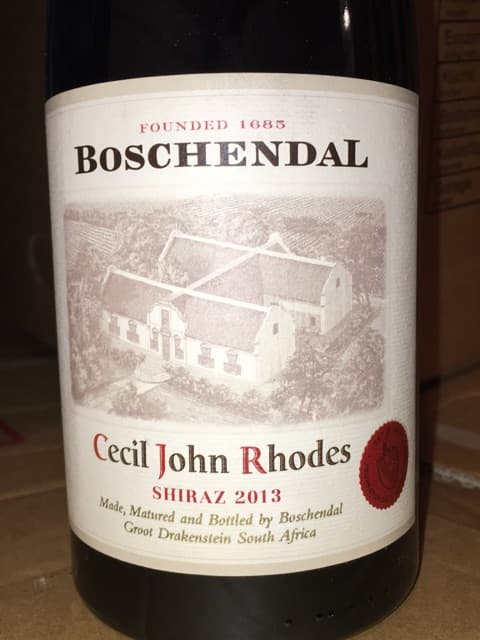 FOUNDED 1685
BOSCHENDAL
Cecil John Rhodes
SHIRAZ 2013
Made, Matured and Bottled by Boschendal
Groot Drakenstein South Africa